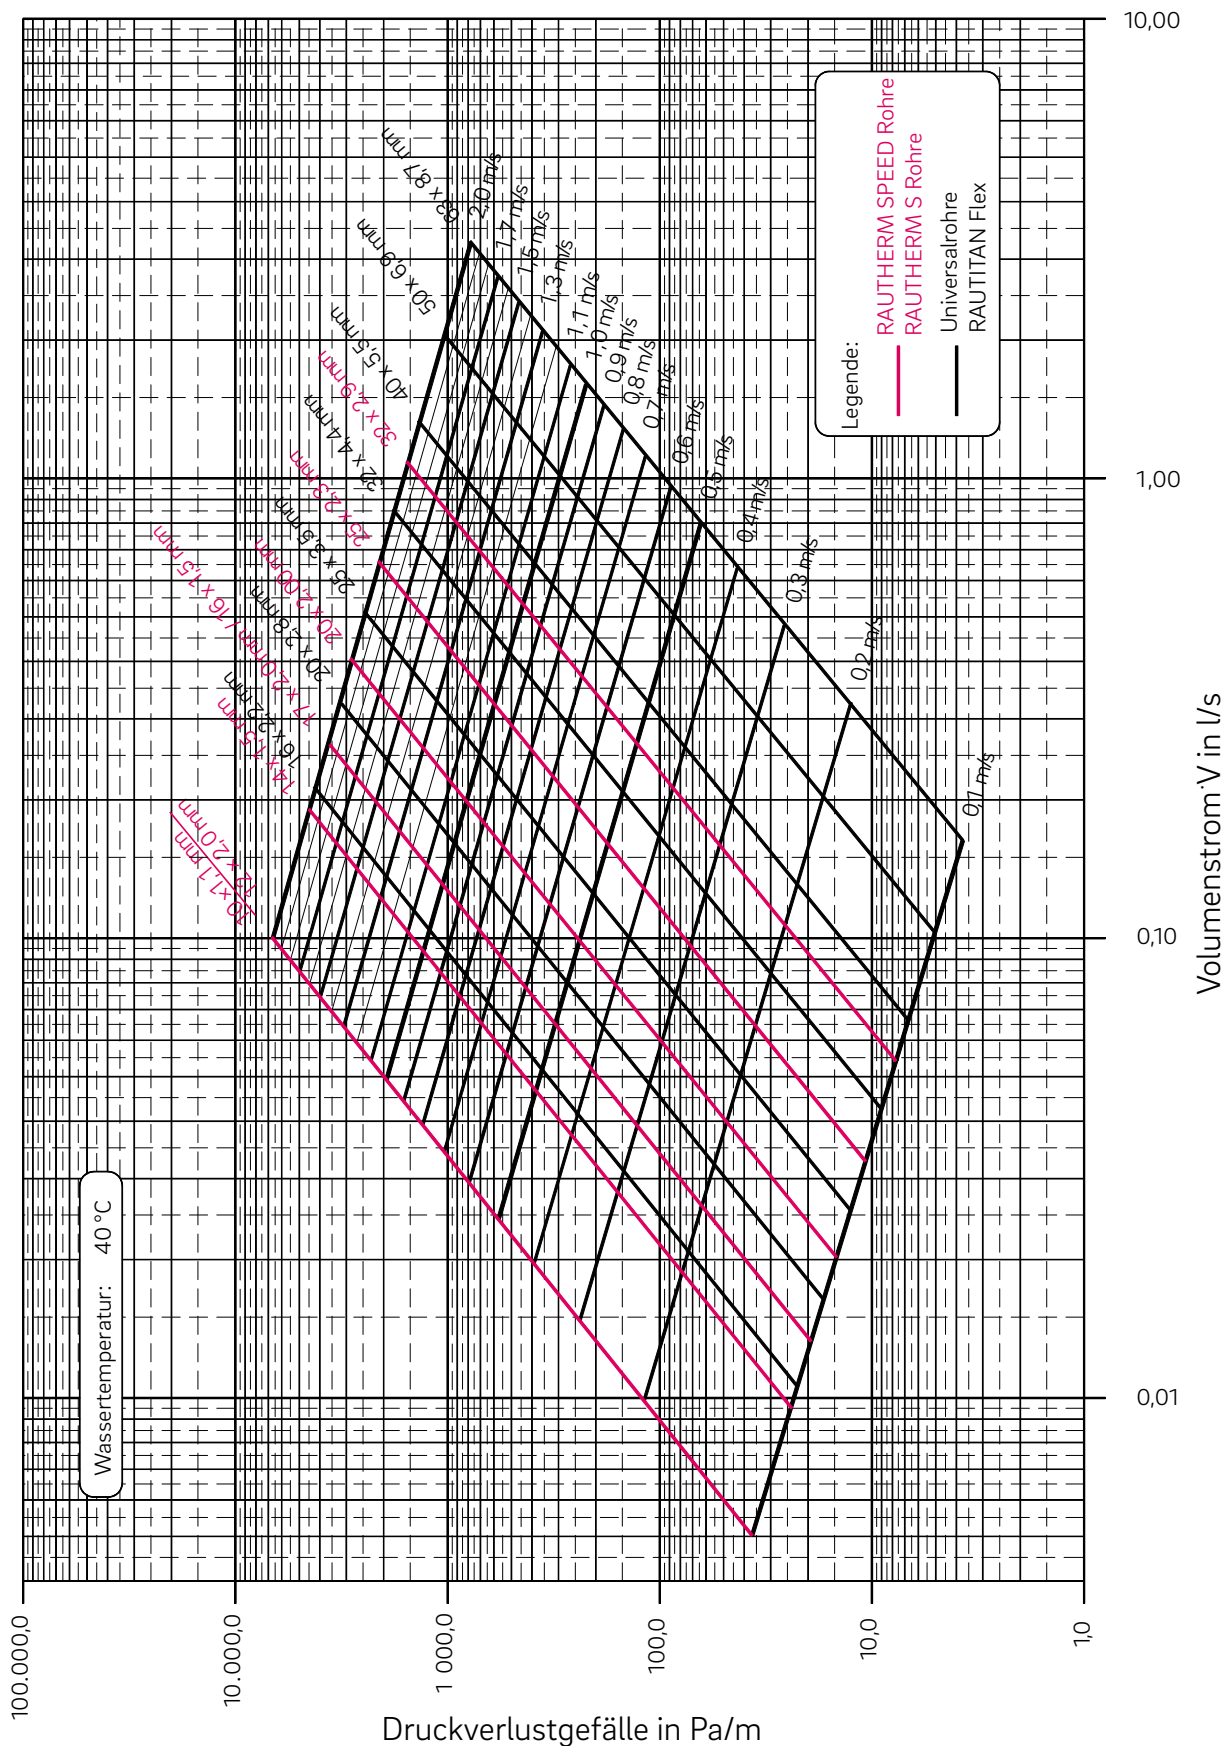 10,00
1,00
0,10
0,01
Volumenstrom V̇ in l/s
100.000,0
10.000,0
1 000,0
100,0
10,0
1,0
Druckverlustgefälle in Pa/m
Wassertemperatur: 40 °C
Legende:
RAUTHERM SPEED Rohre
RAUTHERM S Rohre
Universalrohre
RAUTITAN Flex
10 x 1,1 mm
12 x 2,0 mm
14 x 1,5 mm
16 x 2,2 mm
17 x 2,0 mm / 16 x 1,5 mm
20 x 2,8 mm
20 x 2,00 mm
25 x 3,5 mm
25 x 2,3 mm
32 x 4,4 mm
32 x 2,9 mm
40 x 5,5 mm
50 x 6,9 mm
63 x 8,7 mm
2,0 m/s
1,7 m/s
1,5 m/s
1,3 m/s
1,1 m/s
1,0 m/s
0,9 m/s
0,8 m/s
0,7 m/s
0,6 m/s
0,5 m/s
0,4 m/s
0,3 m/s
0,2 m/s
0,1 m/s